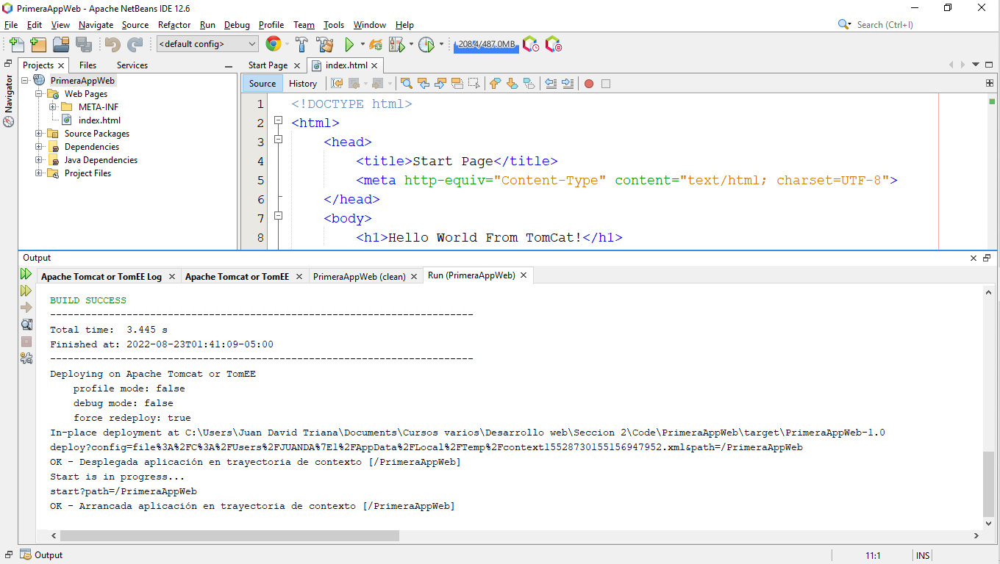 PrimeraAppWeb - Apache NetBeans IDE 12.6
File Edit View Navigate Source Refactor Run Debug Profile Team Tools Window Help
Search (Ctrl+I)
<default config>
208.4/487.0MB
Projects Files Services
Start Page index.html
Navigator
Source History
PrimeraAppWeb
Web Pages
META-INF
index.html
Source Packages
Dependencies
Java Dependencies
Project Files
1 <!DOCTYPE html>
2 <html>
3 <head>
4 <title>Start Page</title>
5 <meta http-equiv="Content-Type" content="text/html; charset=UTF-8">
6 </head>
7 <body>
8 <h1>Hello World From TomCat!</h1>
Output
Apache Tomcat or TomEE Log Apache Tomcat or TomEE PrimeraAppWeb (clean) Run (PrimeraAppWeb)
BUILD SUCCESS
------------------------------------------------------------------------
Total time:  3.445 s
Finished at: 2022-08-23T01:41:09-05:00
------------------------------------------------------------------------
Deploying on Apache Tomcat or TomEE
profile mode: false
debug mode: false
force redeploy: true
In-place deployment at C:\Users\Juan David Triana\Documents\Cursos varios\Desarrollo web\Seccion 2\Code\PrimeraAppWeb\target\PrimeraAppWeb-1.0
deploy?config=file%3A%2FC%3A%2FUsers%2FJUANDA%7E1%2FAppData%2FLocal%2FTemp%2Fcontext15528730155156947952.xml&path=/PrimeraAppWeb
OK - Desplegada aplicación en trayectoria de contexto [/PrimeraAppWeb]
Start is in progress...
start?path=/PrimeraAppWeb
OK - Arrancada aplicación en trayectoria de contexto [/PrimeraAppWeb]
Output
11:1 INS